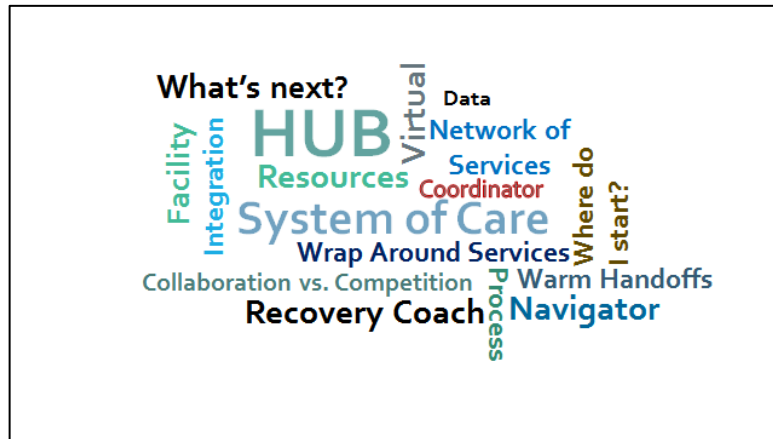 What's next?
Virtual
Data
HUB
Network of
Services
Facility
Integration
Resources
Coordinator
Where do
I start?
System of Care
Wrap Around Services
Collaboration vs. Competition
Process
Warm Handoffs
Recovery Coach
Navigator